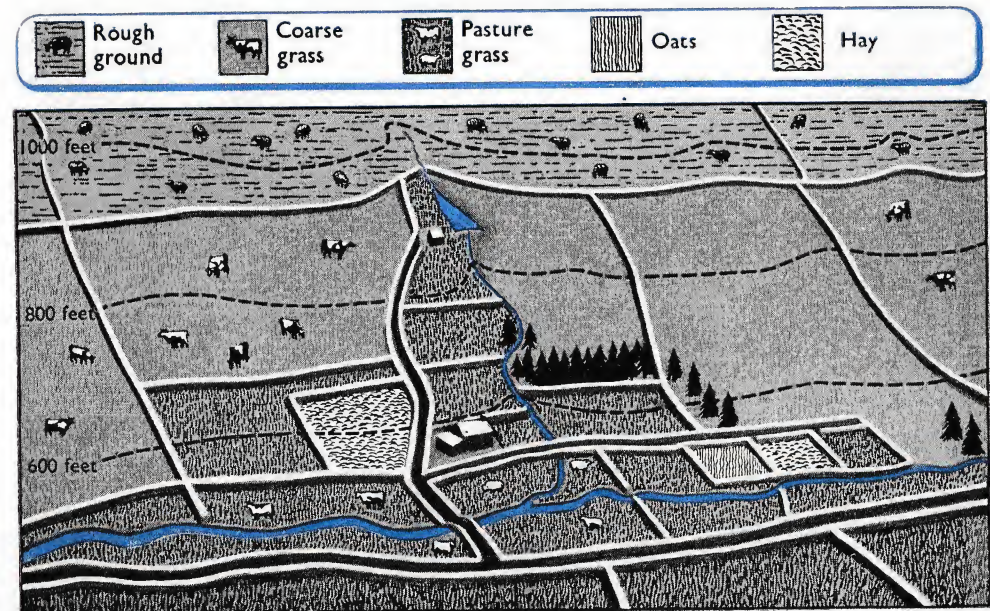 Rough
ground
Coarse
grass
Pasture
grass
Oats
Hay
1000 feet
800 feet
600 feet